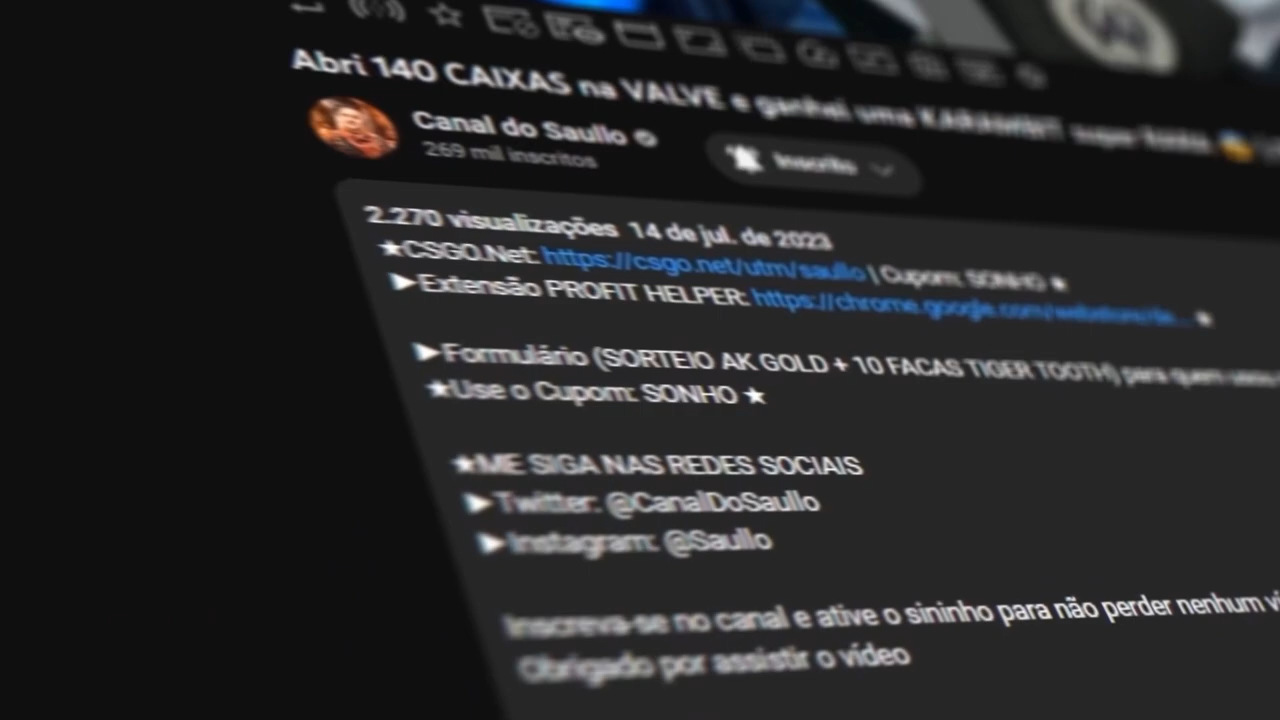 Abri 140 CAIXAS na VALVE e ganhei uma KARAMBIT super RARA
Canal do Saullo
269 mil inscritos
Inscrito
2.270 visualizações 14 de jul. de 2023
★CSGO.Net: https://csgo.net/utm/saullo | Cupom: SONHO ★
▶Extensão PROFIT HELPER: https://chrome.google.com/webstore/de... ★
▶Formulário (SORTEIO AK GOLD + 10 FACAS TIGER TOOTH) para quem usou
★Use o Cupom: SONHO ★
★ME SIGA NAS REDES SOCIAIS
▶Twitter: @CanalDoSaullo
▶Instagram: @Saullo
Inscreva-se no canal e ative o sininho para não perder nenhum ví
Obrigado por assistir o vídeo